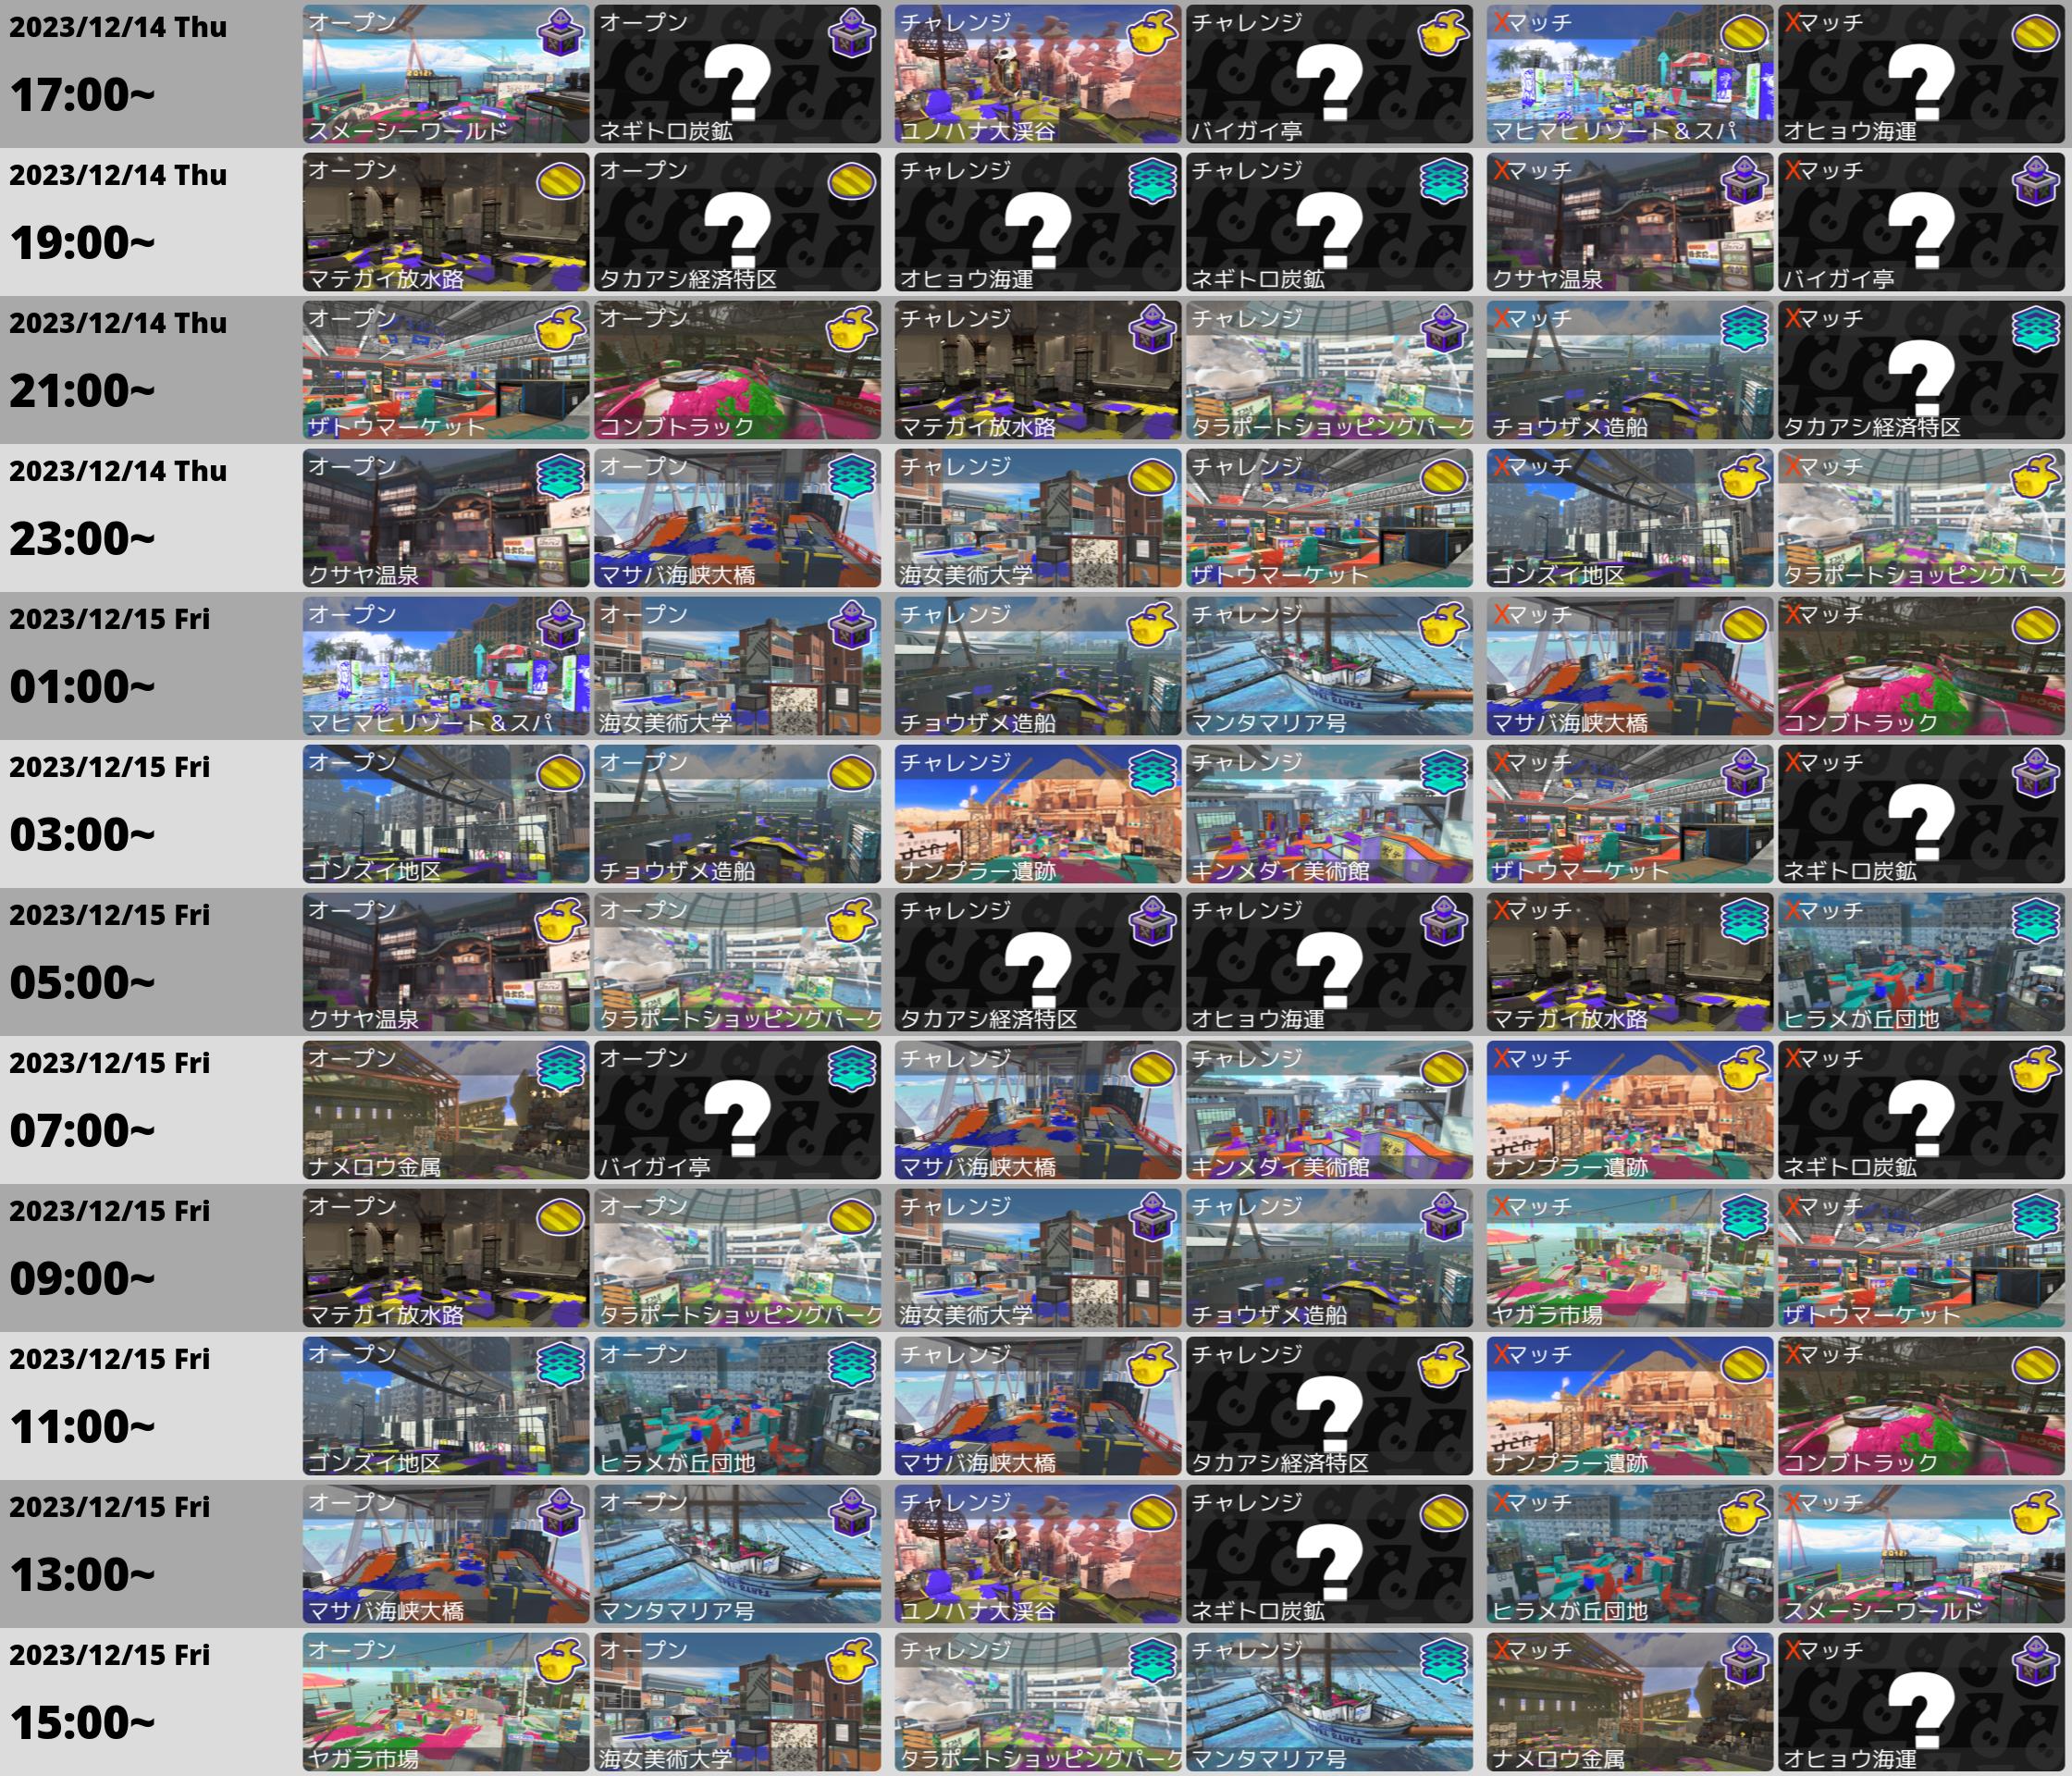 2023/12/14 Thu
17:00~
オープン
スメーシーワールド
オープン
ネギトロ炭鉱
チャレンジ
ユノハナ大渓谷
チャレンジ
バイガイ亭
Xマッチ
マヒマヒリゾート＆スパ
Xマッチ
オヒョウ海運
2023/12/14 Thu
19:00~
オープン
マテガイ放水路
オープン
タカアシ経済特区
チャレンジ
オヒョウ海運
チャレンジ
ネギトロ炭鉱
Xマッチ
クサヤ温泉
Xマッチ
バイガイ亭
2023/12/14 Thu
21:00~
オープン
ザトウマーケット
オープン
コンブトラック
チャレンジ
マテガイ放水路
チャレンジ
タラポートショッピングパーク
Xマッチ
チョウザメ造船
Xマッチ
タカアシ経済特区
2023/12/14 Thu
23:00~
オープン
クサヤ温泉
オープン
マサバ海峡大橋
チャレンジ
海女美術大学
チャレンジ
ザトウマーケット
Xマッチ
ゴンズイ地区
Xマッチ
タラポートショッピングパーク
2023/12/15 Fri
01:00~
オープン
マヒマヒリゾート＆スパ
オープン
海女美術大学
チャレンジ
チョウザメ造船
チャレンジ
マンタマリア号
Xマッチ
マサバ海峡大橋
Xマッチ
コンブトラック
2023/12/15 Fri
03:00~
オープン
ゴンズイ地区
オープン
チョウザメ造船
チャレンジ
ナンプラー遺跡
チャレンジ
キンメダイ美術館
Xマッチ
ザトウマーケット
Xマッチ
ネギトロ炭鉱
2023/12/15 Fri
05:00~
オープン
クサヤ温泉
オープン
タラポートショッピングパーク
チャレンジ
タカアシ経済特区
チャレンジ
オヒョウ海運
Xマッチ
マテガイ放水路
Xマッチ
ヒラメが丘団地
2023/12/15 Fri
07:00~
オープン
ナメロウ金属
オープン
バイガイ亭
チャレンジ
マサバ海峡大橋
チャレンジ
キンメダイ美術館
Xマッチ
ナンプラー遺跡
Xマッチ
ネギトロ炭鉱
2023/12/15 Fri
09:00~
オープン
マテガイ放水路
オープン
タラポートショッピングパーク
チャレンジ
海女美術大学
チャレンジ
チョウザメ造船
Xマッチ
ヤガラ市場
Xマッチ
ザトウマーケット
2023/12/15 Fri
11:00~
オープン
ゴンズイ地区
オープン
ヒラメが丘団地
チャレンジ
マサバ海峡大橋
チャレンジ
タカアシ経済特区
Xマッチ
ナンプラー遺跡
Xマッチ
コンブトラック
2023/12/15 Fri
13:00~
オープン
マサバ海峡大橋
オープン
マンタマリア号
チャレンジ
ユノハナ大渓谷
チャレンジ
ネギトロ炭鉱
Xマッチ
ヒラメが丘団地
Xマッチ
スメーシーワールド
2023/12/15 Fri
15:00~
オープン
ヤガラ市場
オープン
海女美術大学
チャレンジ
タラポートショッピングパーク
チャレンジ
マンタマリア号
Xマッチ
ナメロウ金属
Xマッチ
オヒョウ海運